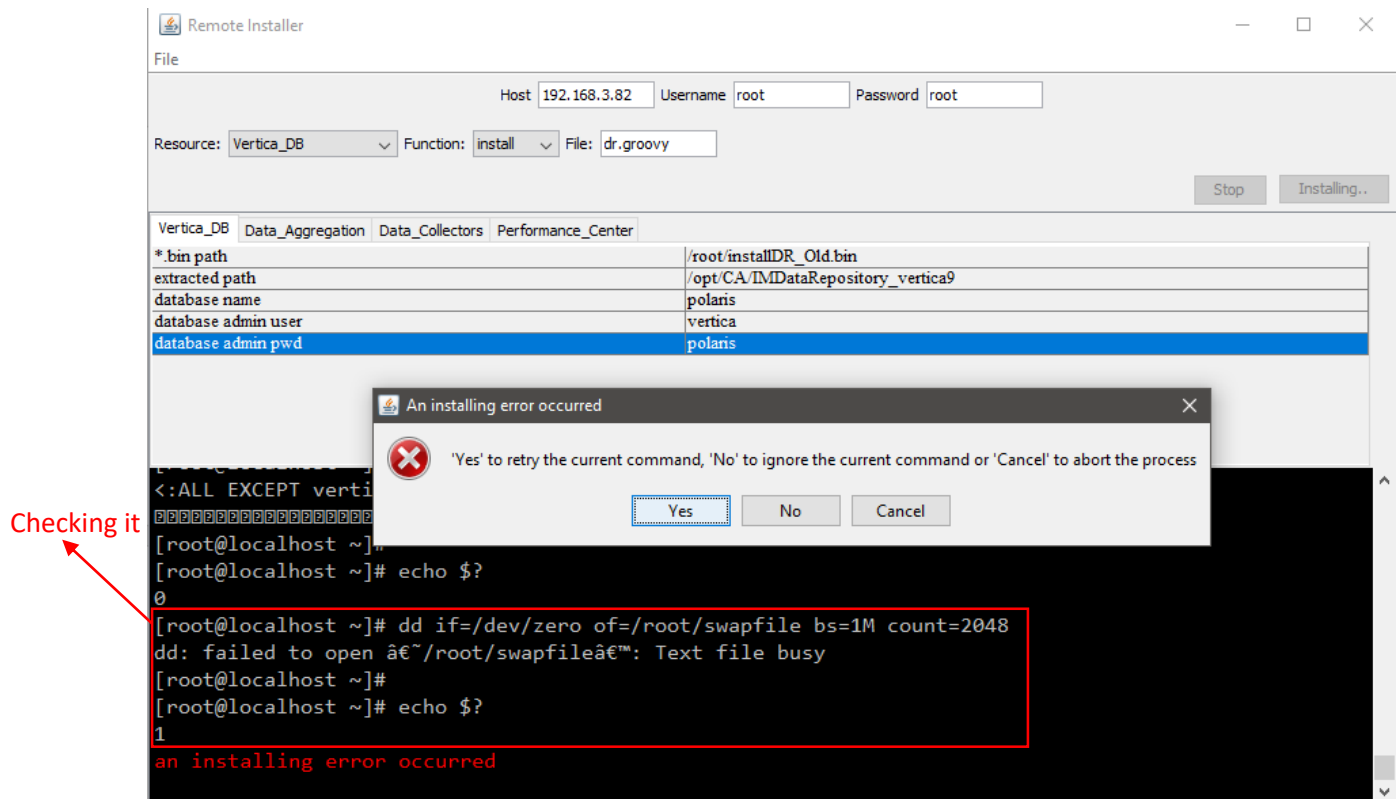 Remote Installer
File
Host 192.168.3.82 Username root Password root
Resource: Vertica_DB Function: install File: dr.groovy
Stop Installing..
Vertica_DB Data_Aggregation Data_Collectors Performance_Center
*.bin path /root/installDR_Old.bin
extracted path /opt/CA/IMDataRepository_vertica9
database name polaris
database admin user vertica
database admin pwd polaris
An installing error occurred
'Yes' to retry the current command, 'No' to ignore the current command or 'Cancel' to abort the process
Yes No Cancel
<:ALL EXCEPT verti
Checking it
[root@localhost ~]#
[root@localhost ~]# echo $?
0
[root@localhost ~]# dd if=/dev/zero of=/root/swapfile bs=1M count=2048
dd: failed to open â€˜/root/swapfileâ€™: Text file busy
[root@localhost ~]#
[root@localhost ~]# echo $?
1
an installing error occurred